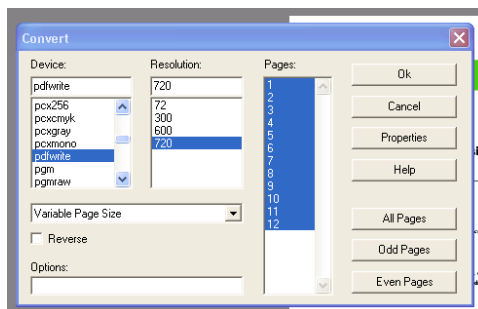 Convert
Device:
Resolution:
Pages:
pdfwrite
720
pcx256
pcxcmyk
pcxgray
pcxmono
pdfwrite
pgm
pgmraw
72
300
600
720
1
2
3
4
5
6
7
8
9
10
11
12
Ok
Cancel
Properties
Help
All Pages
Odd Pages
Even Pages
Variable Page Size
Reverse
Options: